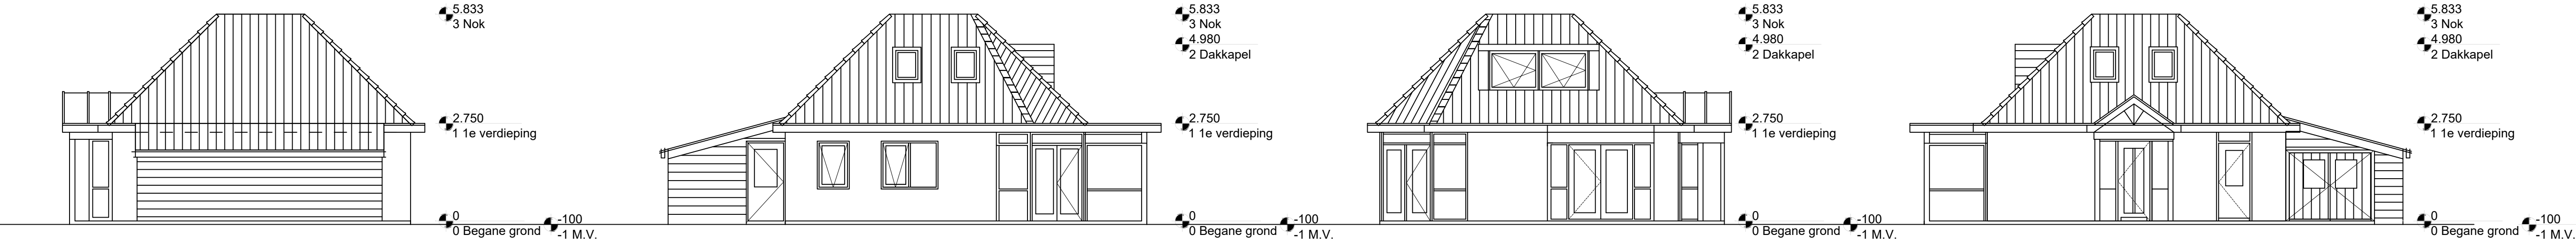 5.833
3 Nok
2.750
1 1e verdieping
0
0 Begane grond
-100
-1 M.V.
5.833
3 Nok
4.980
2 Dakkapel
2.750
1 1e verdieping
0
0 Begane grond
-100
-1 M.V.
5.833
3 Nok
4.980
2 Dakkapel
2.750
1 1e verdieping
0
0 Begane grond
-100
-1 M.V.
5.833
3 Nok
4.980
2 Dakkapel
2.750
1 1e verdieping
0
0 Begane grond
-100
-1 M.V.